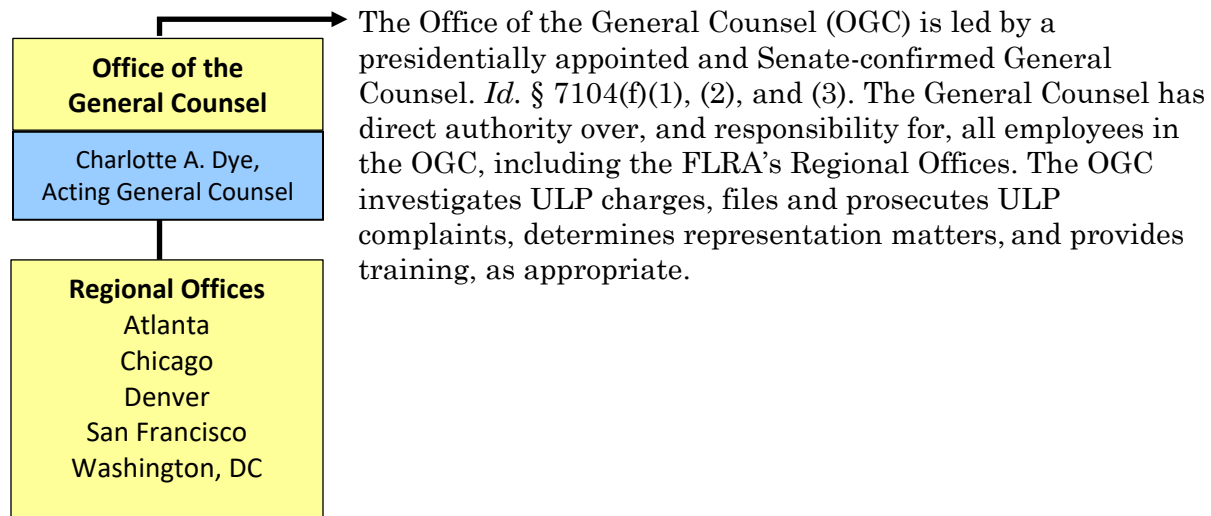 Office of the
General Counsel
Charlotte A. Dye,
Acting General Counsel
Regional Offices
Atlanta
Chicago
Denver
San Francisco
Washington, DC
The Office of the General Counsel (OGC) is led by a
presidentially appointed and Senate-confirmed General
Counsel. Id. § 7104(f)(1), (2), and (3). The General Counsel has
direct authority over, and responsibility for, all employees in
the OGC, including the FLRA’s Regional Offices. The OGC
investigates ULP charges, files and prosecutes ULP
complaints, determines representation matters, and provides
training, as appropriate.